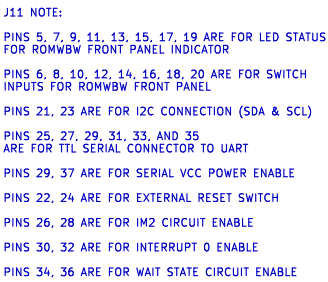 J11 NOTE:
PINS 5, 7, 9, 11, 13, 15, 17, 19 ARE FOR LED STATUS
FOR ROMWBW FRONT PANEL INDICATOR
PINS 6, 8, 10, 12, 14, 16, 18, 20 ARE FOR SWITCH
INPUTS FOR ROMWBW FRONT PANEL
PINS 21, 23 ARE FOR I2C CONNECTION (SDA & SCL)
PINS 25, 27, 29, 31, 33, AND 35
ARE FOR TTL SERIAL CONNECTOR TO UART
PINS 29, 37 ARE FOR SERIAL VCC POWER ENABLE
PINS 22, 24 ARE FOR EXTERNAL RESET SWITCH
PINS 26, 28 ARE FOR IM2 CIRCUIT ENABLE
PINS 30, 32 ARE FOR INTERRUPT 0 ENABLE
PINS 34, 36 ARE FOR WAIT STATE CIRCUIT ENABLE